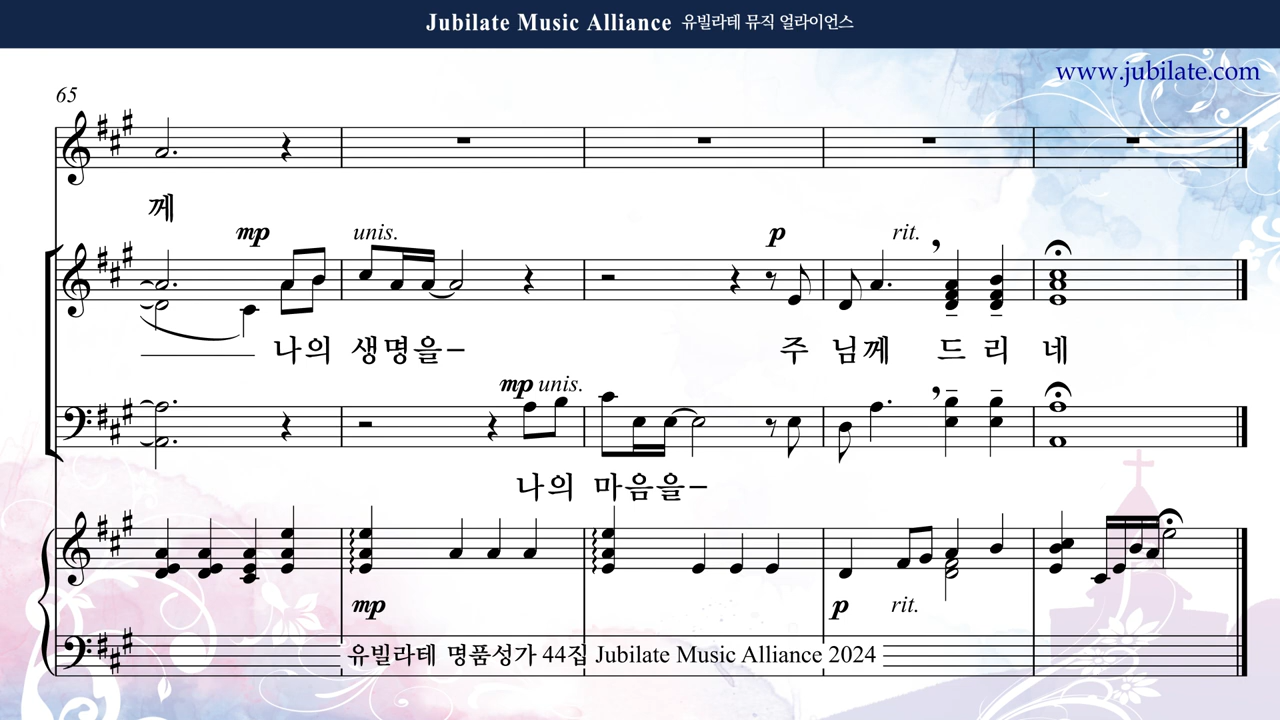 Jubilate Music Alliance 유빌라테 뮤직 얼라이언스
www.jubilate.com
65
께
mp unis. p rit.
나의 생명을- 주 님께 드 리 네
mp unis.
나의 마음을-
mp p rit.
유빌라테 명품성가 44집 Jubilate Music Alliance 2024